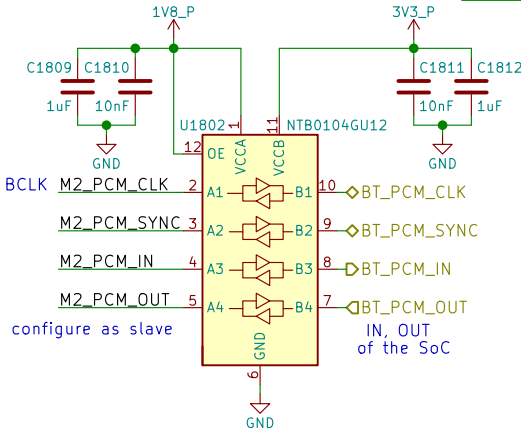 1V8_P
3V3_P
C1809
C1810
C1811
C1812
1uF
10nF
10nF
1uF
GND
GND
U1802
NTB0104GU12
1
11
VCCA
VCCB
12
OE
BCLK
M2_PCM_CLK
2
A1
B1
10
BT_PCM_CLK
M2_PCM_SYNC
3
A2
B2
9
BT_PCM_SYNC
M2_PCM_IN
4
A3
B3
8
BT_PCM_IN
M2_PCM_OUT
5
A4
B4
7
BT_PCM_OUT
configure as slave
IN, OUT
of the SoC
GND
6
GND